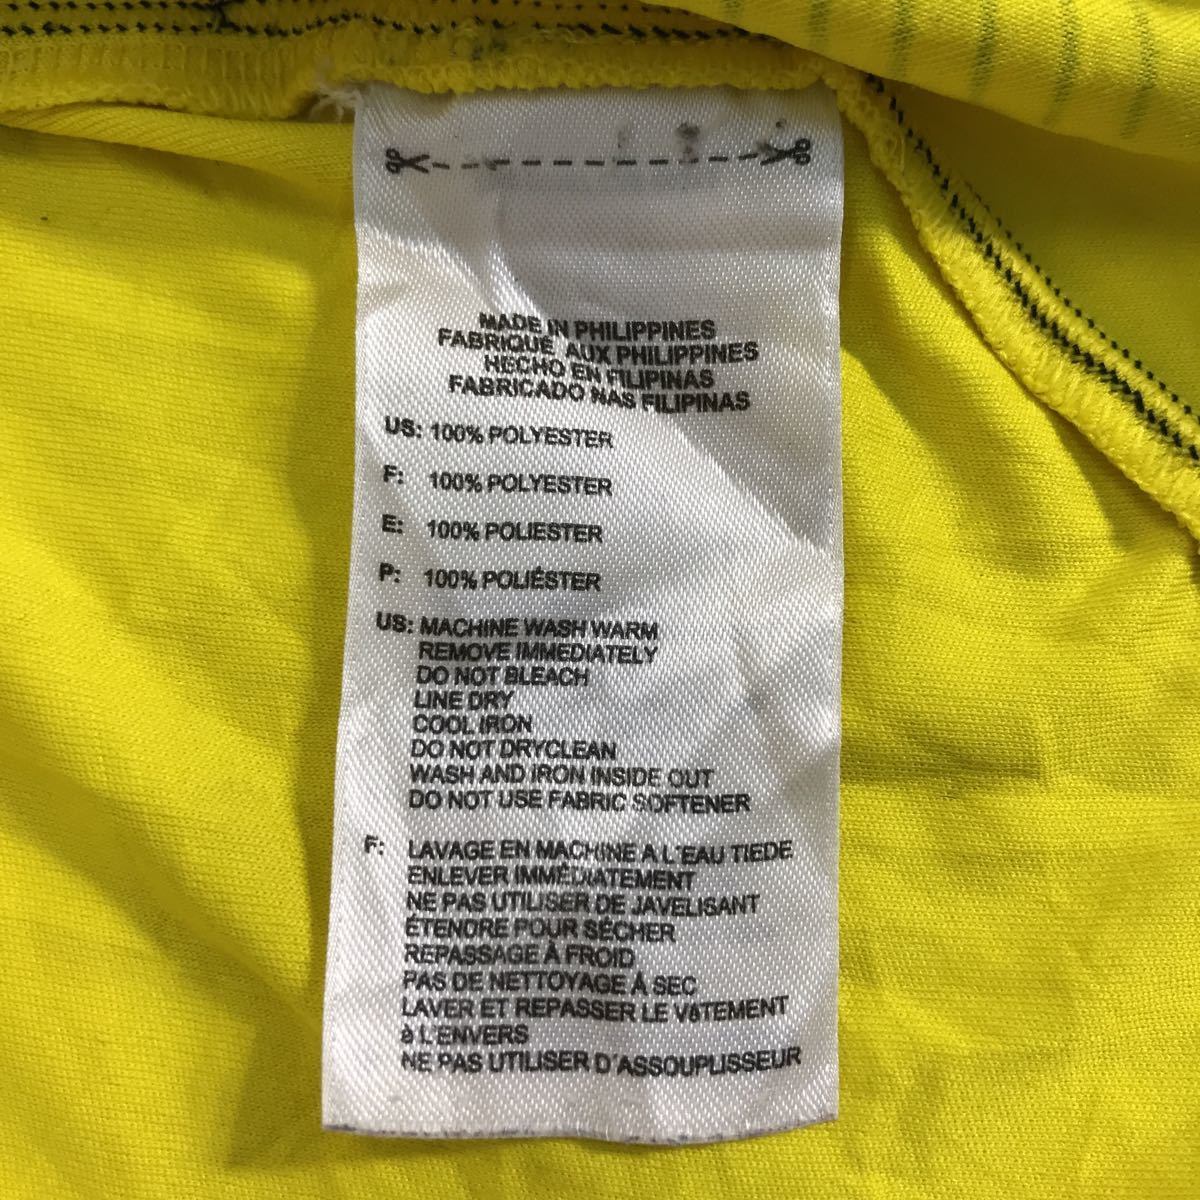 MADE IN PHILIPPINES
FABRIQUÉ AUX PHILIPPINES
HECHO EN FILIPINAS
FABRICADO NAS FILIPINAS
US: 100% POLYESTER
F: 100% POLYESTER
E: 100% POLIESTER
P: 100% POLIÉSTER
US: MACHINE WASH WARM
REMOVE IMMEDIATELY
DO NOT BLEACH
LINE DRY
COOL IRON
DO NOT DRYCLEAN
WASH AND IRON INSIDE OUT
DO NOT USE FABRIC SOFTENER
F: LAVAGE EN MACHINE A L'EAU TIEDE
ENLEVER IMMÉDIATEMENT
NE PAS UTILISER DE JAVELISANT
ÉTENDRE POUR SÉCHER
REPASSAGE À FROID
PAS DE NETTOYAGE À SEC
LAVER ET REPASSER LE VêTEMENT
à L'ENVERS
NE PAS UTILISER D'ASSOUPLISSEUR